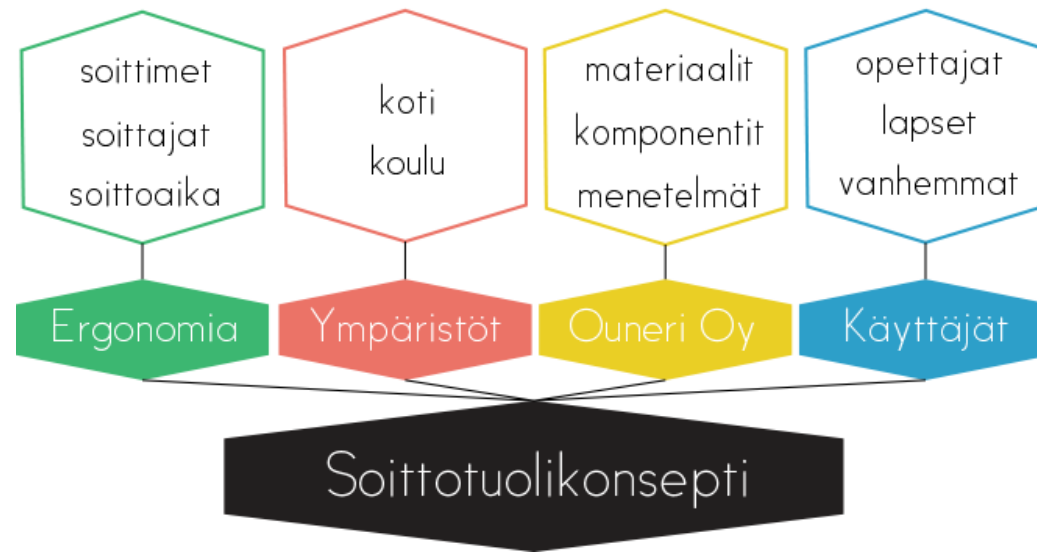 soittimet
soittajat
soittoaika
koti
koulu
materiaalit
komponentit
menetelmät
opettajat
lapset
vanhemmat
Ergonomia
Ympäristöt
Ouneri Oy
Käyttäjät
Soittotuolikonsepti